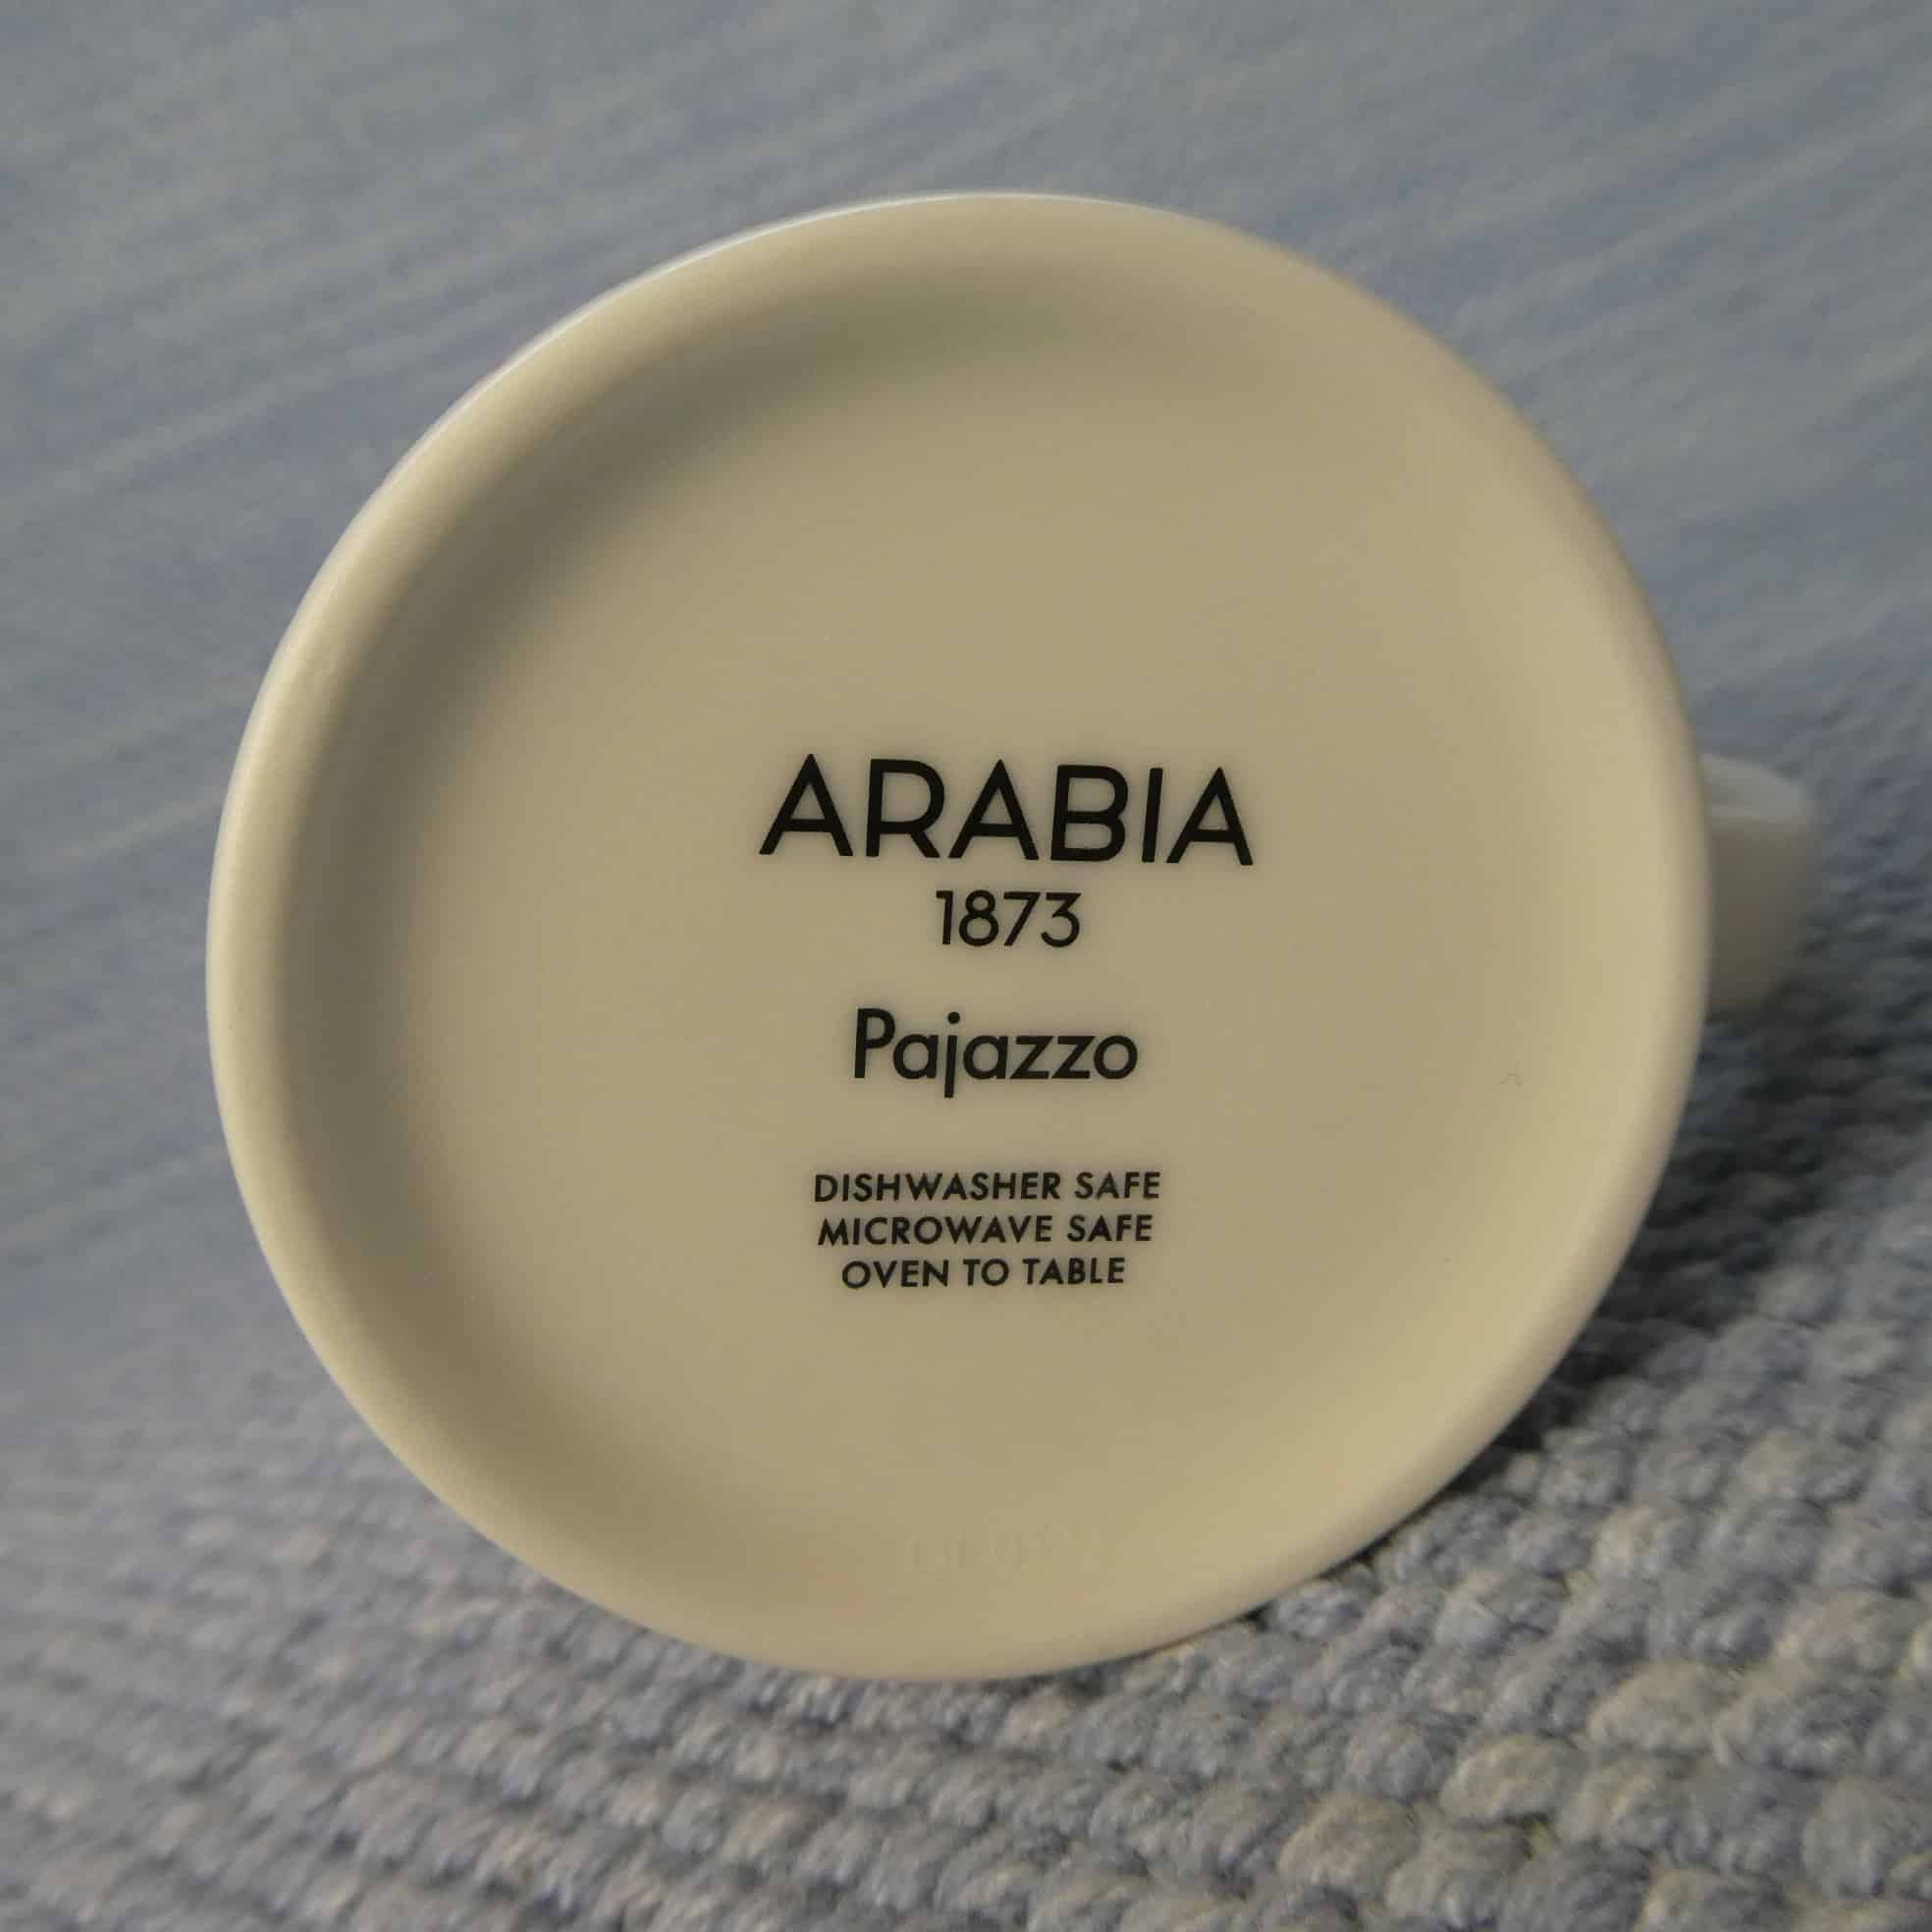 ARABIA
1873
Pajazzo
DISHWASHER SAFE
MICROWAVE SAFE
OVEN TO TABLE